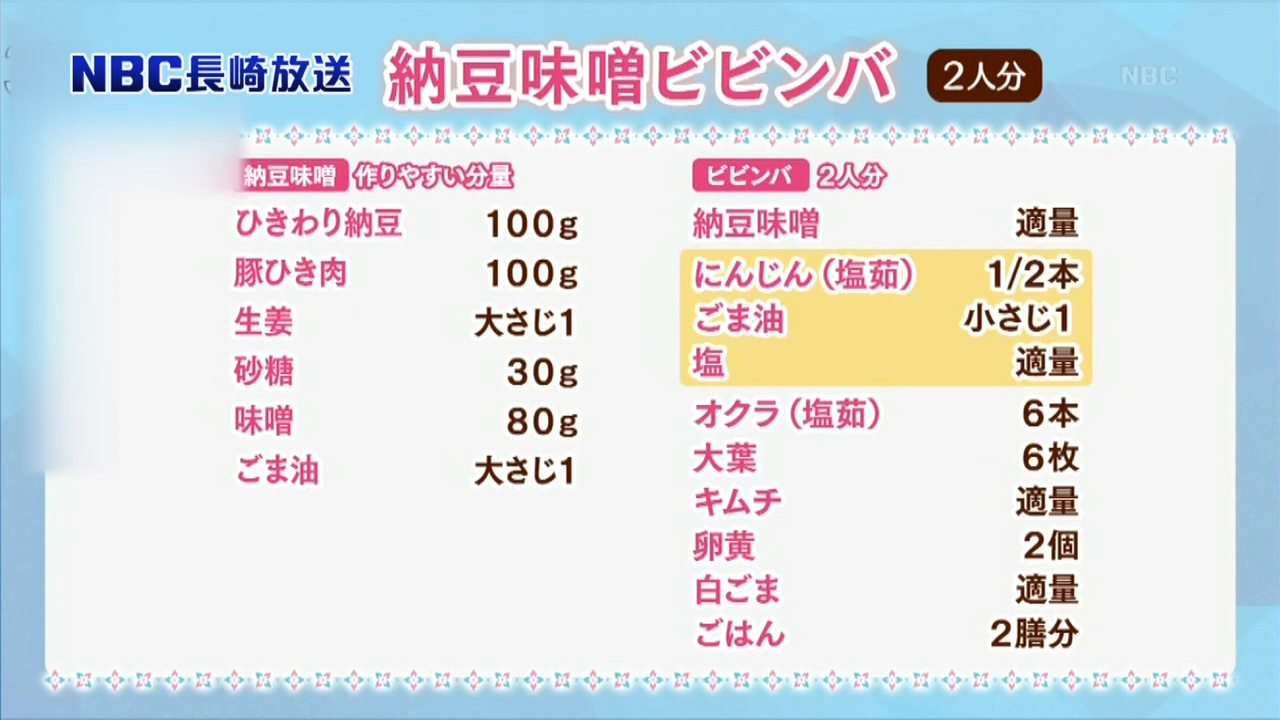 NBC長崎放送
納豆味噌ビビンバ 2人分
NBC
納豆味噌 作りやすい分量
ひきわり納豆 100g
豚ひき肉 100g
生姜 大さじ1
砂糖 30g
味噌 80g
ごま油 大さじ1
ビビンバ 2人分
納豆味噌 適量
にんじん（塩茹） 1/2本
ごま油 小さじ1
塩 適量
オクラ（塩茹） 6本
大葉 6枚
キムチ 適量
卵黄 2個
白ごま 適量
ごはん 2膳分